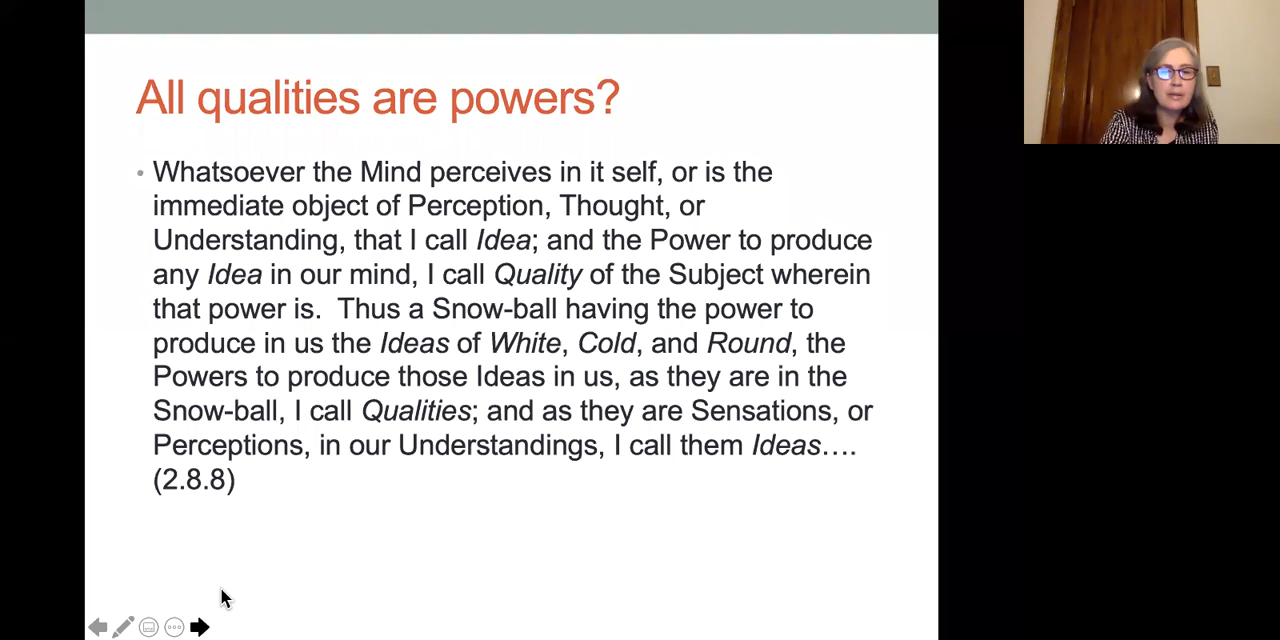 All qualities are powers?
• Whatsoever the Mind perceives in it self, or is the
immediate object of Perception, Thought, or
Understanding, that I call Idea; and the Power to produce
any Idea in our mind, I call Quality of the Subject wherein
that power is.  Thus a Snow-ball having the power to
produce in us the Ideas of White, Cold, and Round, the
Powers to produce those Ideas in us, as they are in the
Snow-ball, I call Qualities; and as they are Sensations, or
Perceptions, in our Understandings, I call them Ideas….
(2.8.8)